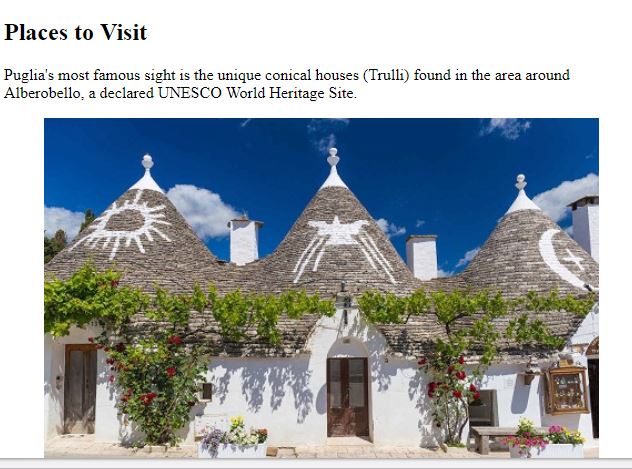 Places to Visit
Puglia's most famous sight is the unique conical houses (Trulli) found in the area around
Alberobello, a declared UNESCO World Heritage Site.